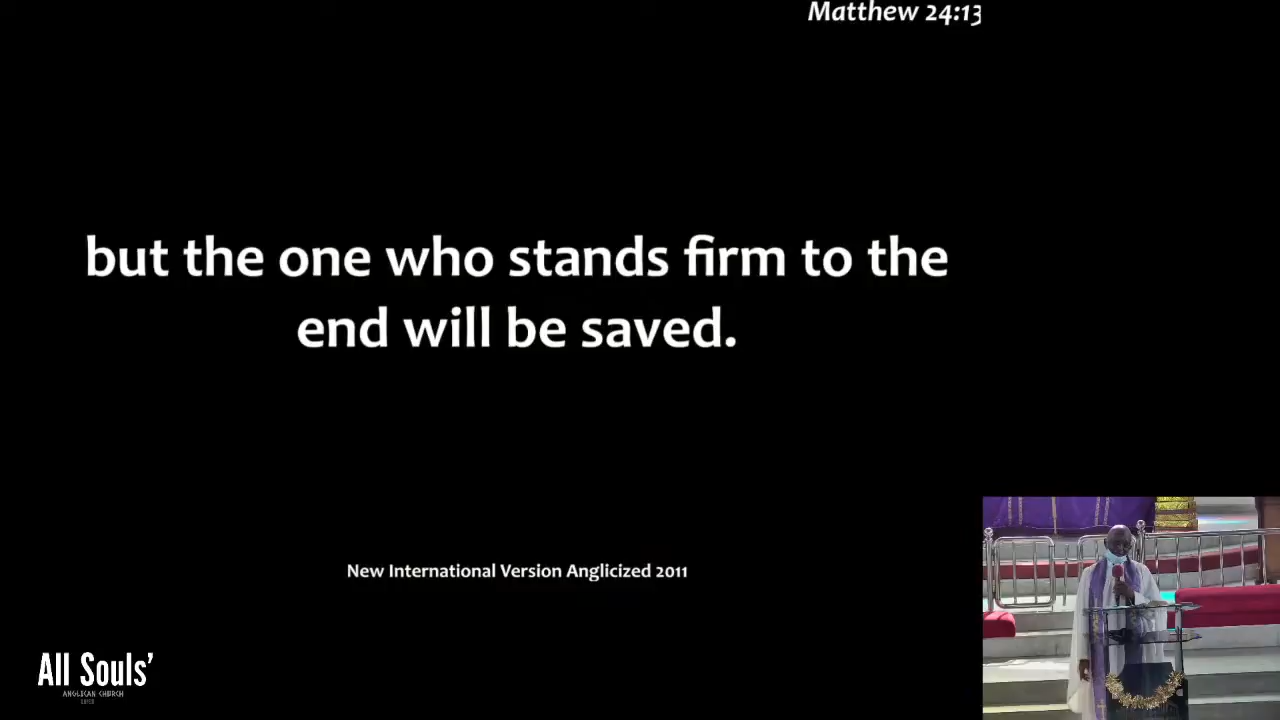 Matthew 24:13
but the one who stands firm to the
end will be saved.
New International Version Anglicized 2011
All Souls'
ANGLICAN CHURCH